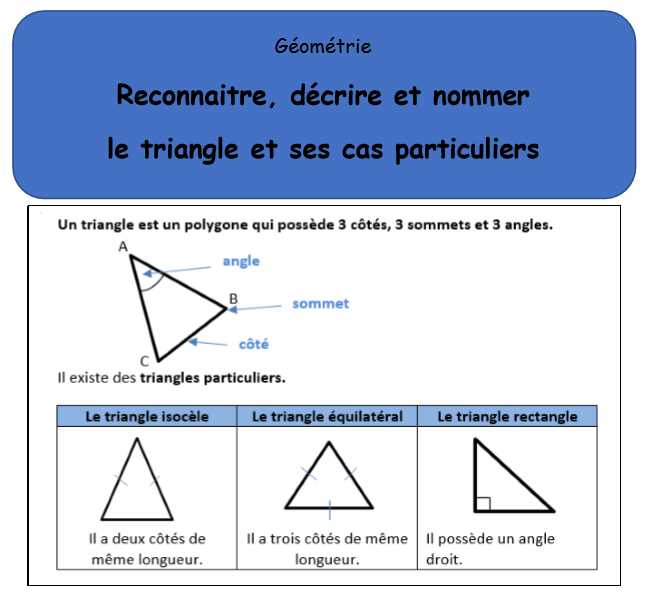 Géométrie
Reconnaitre, décrire et nommer
le triangle et ses cas particuliers
Un triangle est un polygone qui possède 3 côtés, 3 sommets et 3 angles.
A
angle
B
sommet
côté
C
Il existe des triangles particuliers.
Le triangle isocèle
Le triangle équilatéral
Le triangle rectangle
Il a deux côtés de
même longueur.
Il a trois côtés de même
longueur.
Il possède un angle
droit.